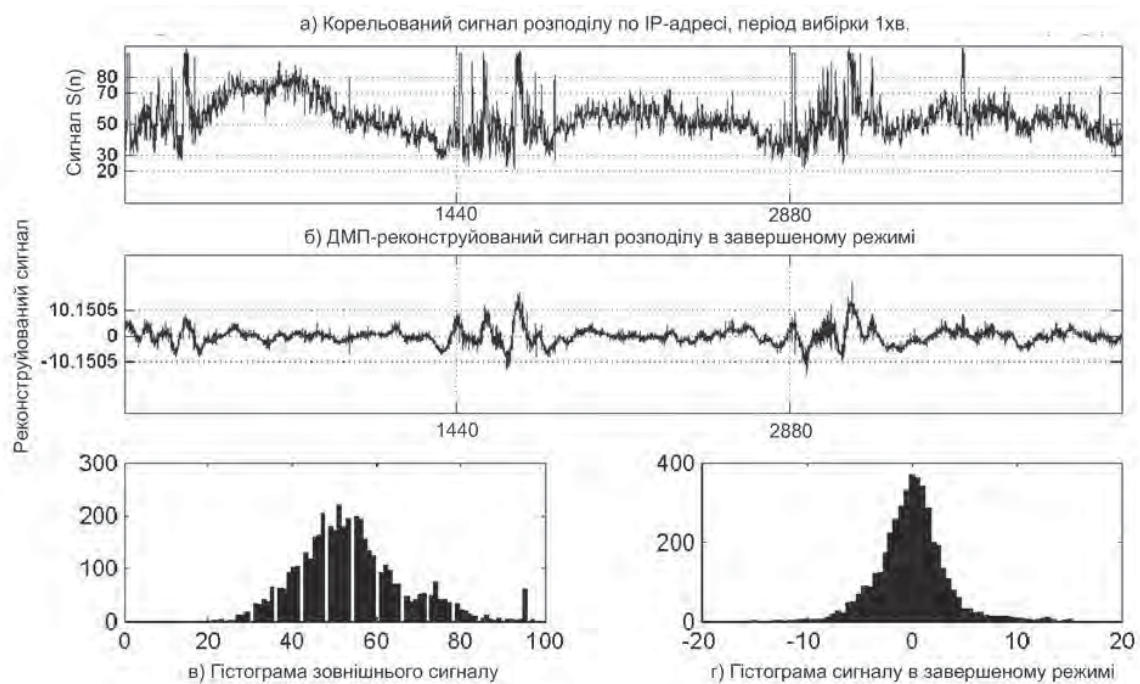 а) Корельований сигнал розподілу по IP-адресі, період вибірки 1хв.
Сигнал S(n)
80
70
50
30
20
1440
2880
б) ДМП-реконструйований сигнал розподілу в завершеному режимі
Реконструйований сигнал
10.1505
0
-10.1505
1440
2880
300
200
100
0
0 20 40 60 80 100
в) Гістограма зовнішнього сигналу
400
200
0
-20 -10 0 10 20
г) Гістограма сигналу в завершеному режимі